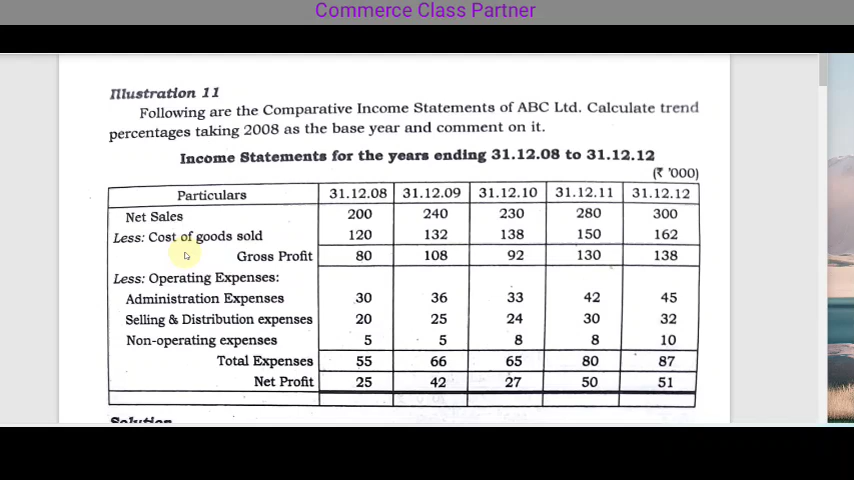 Commerce Class Partner
Illustration 11
Following are the Comparative Income Statements of ABC Ltd. Calculate trend
percentages taking 2008 as the base year and comment on it.
Income Statements for the years ending 31.12.08 to 31.12.12
(₹ '000)
Particulars 31.12.08 31.12.09 31.12.10 31.12.11 31.12.12
Net Sales 200 240 230 280 300
Less: Cost of goods sold 120 132 138 150 162
Gross Profit 80 108 92 130 138
Less: Operating Expenses:
Administration Expenses 30 36 33 42 45
Selling & Distribution expenses 20 25 24 30 32
Non-operating expenses 5 5 8 8 10
Total Expenses 55 66 65 80 87
Net Profit 25 42 27 50 51
Solution